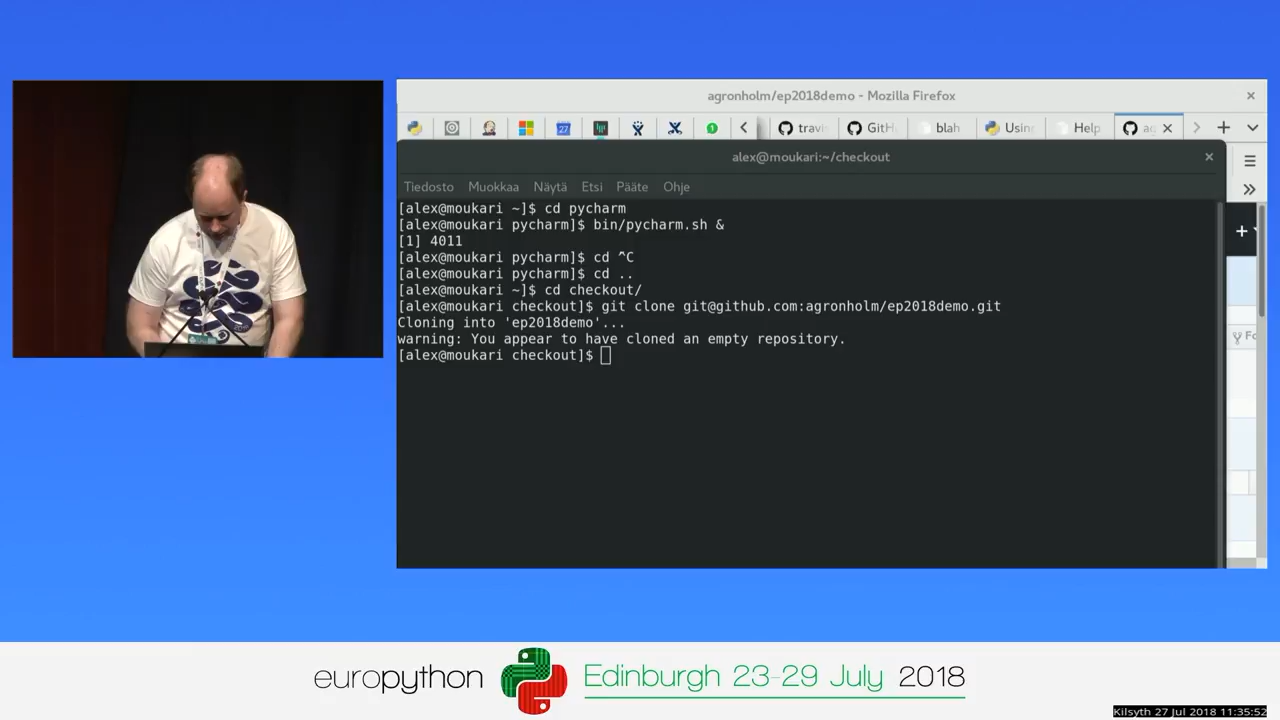 agronholm/ep2018demo - Mozilla Firefox
27
travi
GitH
blah
Usin
Help
ag
alex@moukari:~/checkout
Tiedosto Muokkaa Näytä Etsi Pääte Ohje
[alex@moukari ~]$ cd pycharm
[alex@moukari pycharm]$ bin/pycharm.sh &
[1] 4011
[alex@moukari pycharm]$ cd ^C
[alex@moukari pycharm]$ cd ..
[alex@moukari ~]$ cd checkout/
[alex@moukari checkout]$ git clone git@github.com:agronholm/ep2018demo.git
Cloning into 'ep2018demo'...
warning: You appear to have cloned an empty repository.
[alex@moukari checkout]$
Fo
europython
Edinburgh 23-29 July 2018
Kilsyth 27 Jul 2018 11:35:52